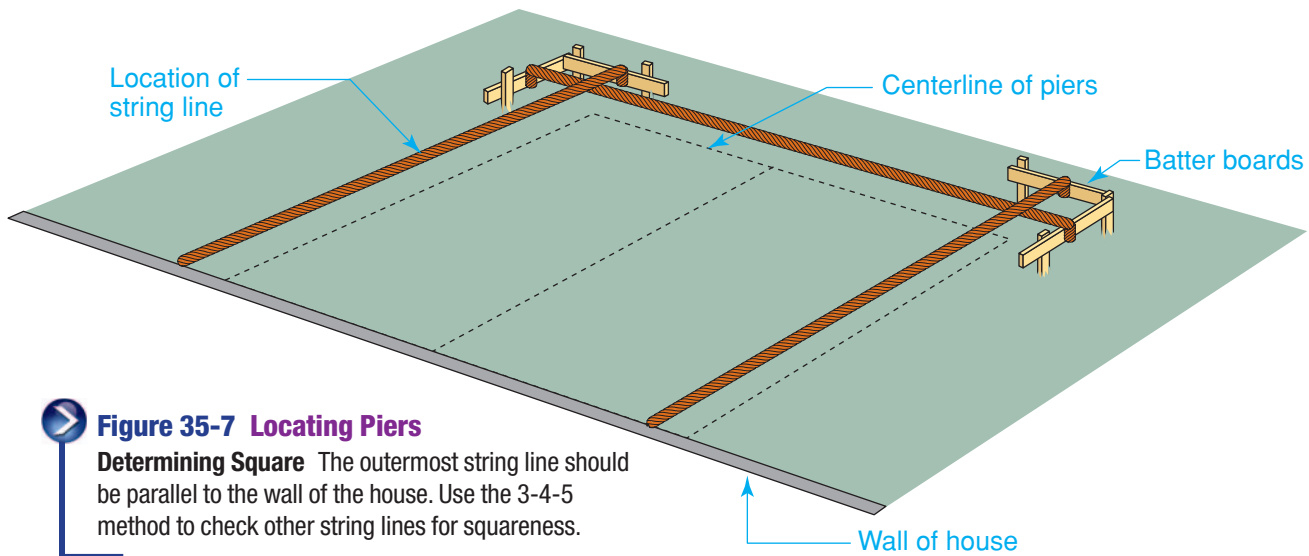 Location of
string line
Centerline of piers
Batter boards
Figure 35-7 Locating Piers
Determining Square The outermost string line should
be parallel to the wall of the house. Use the 3-4-5
method to check other string lines for squareness.
Wall of house